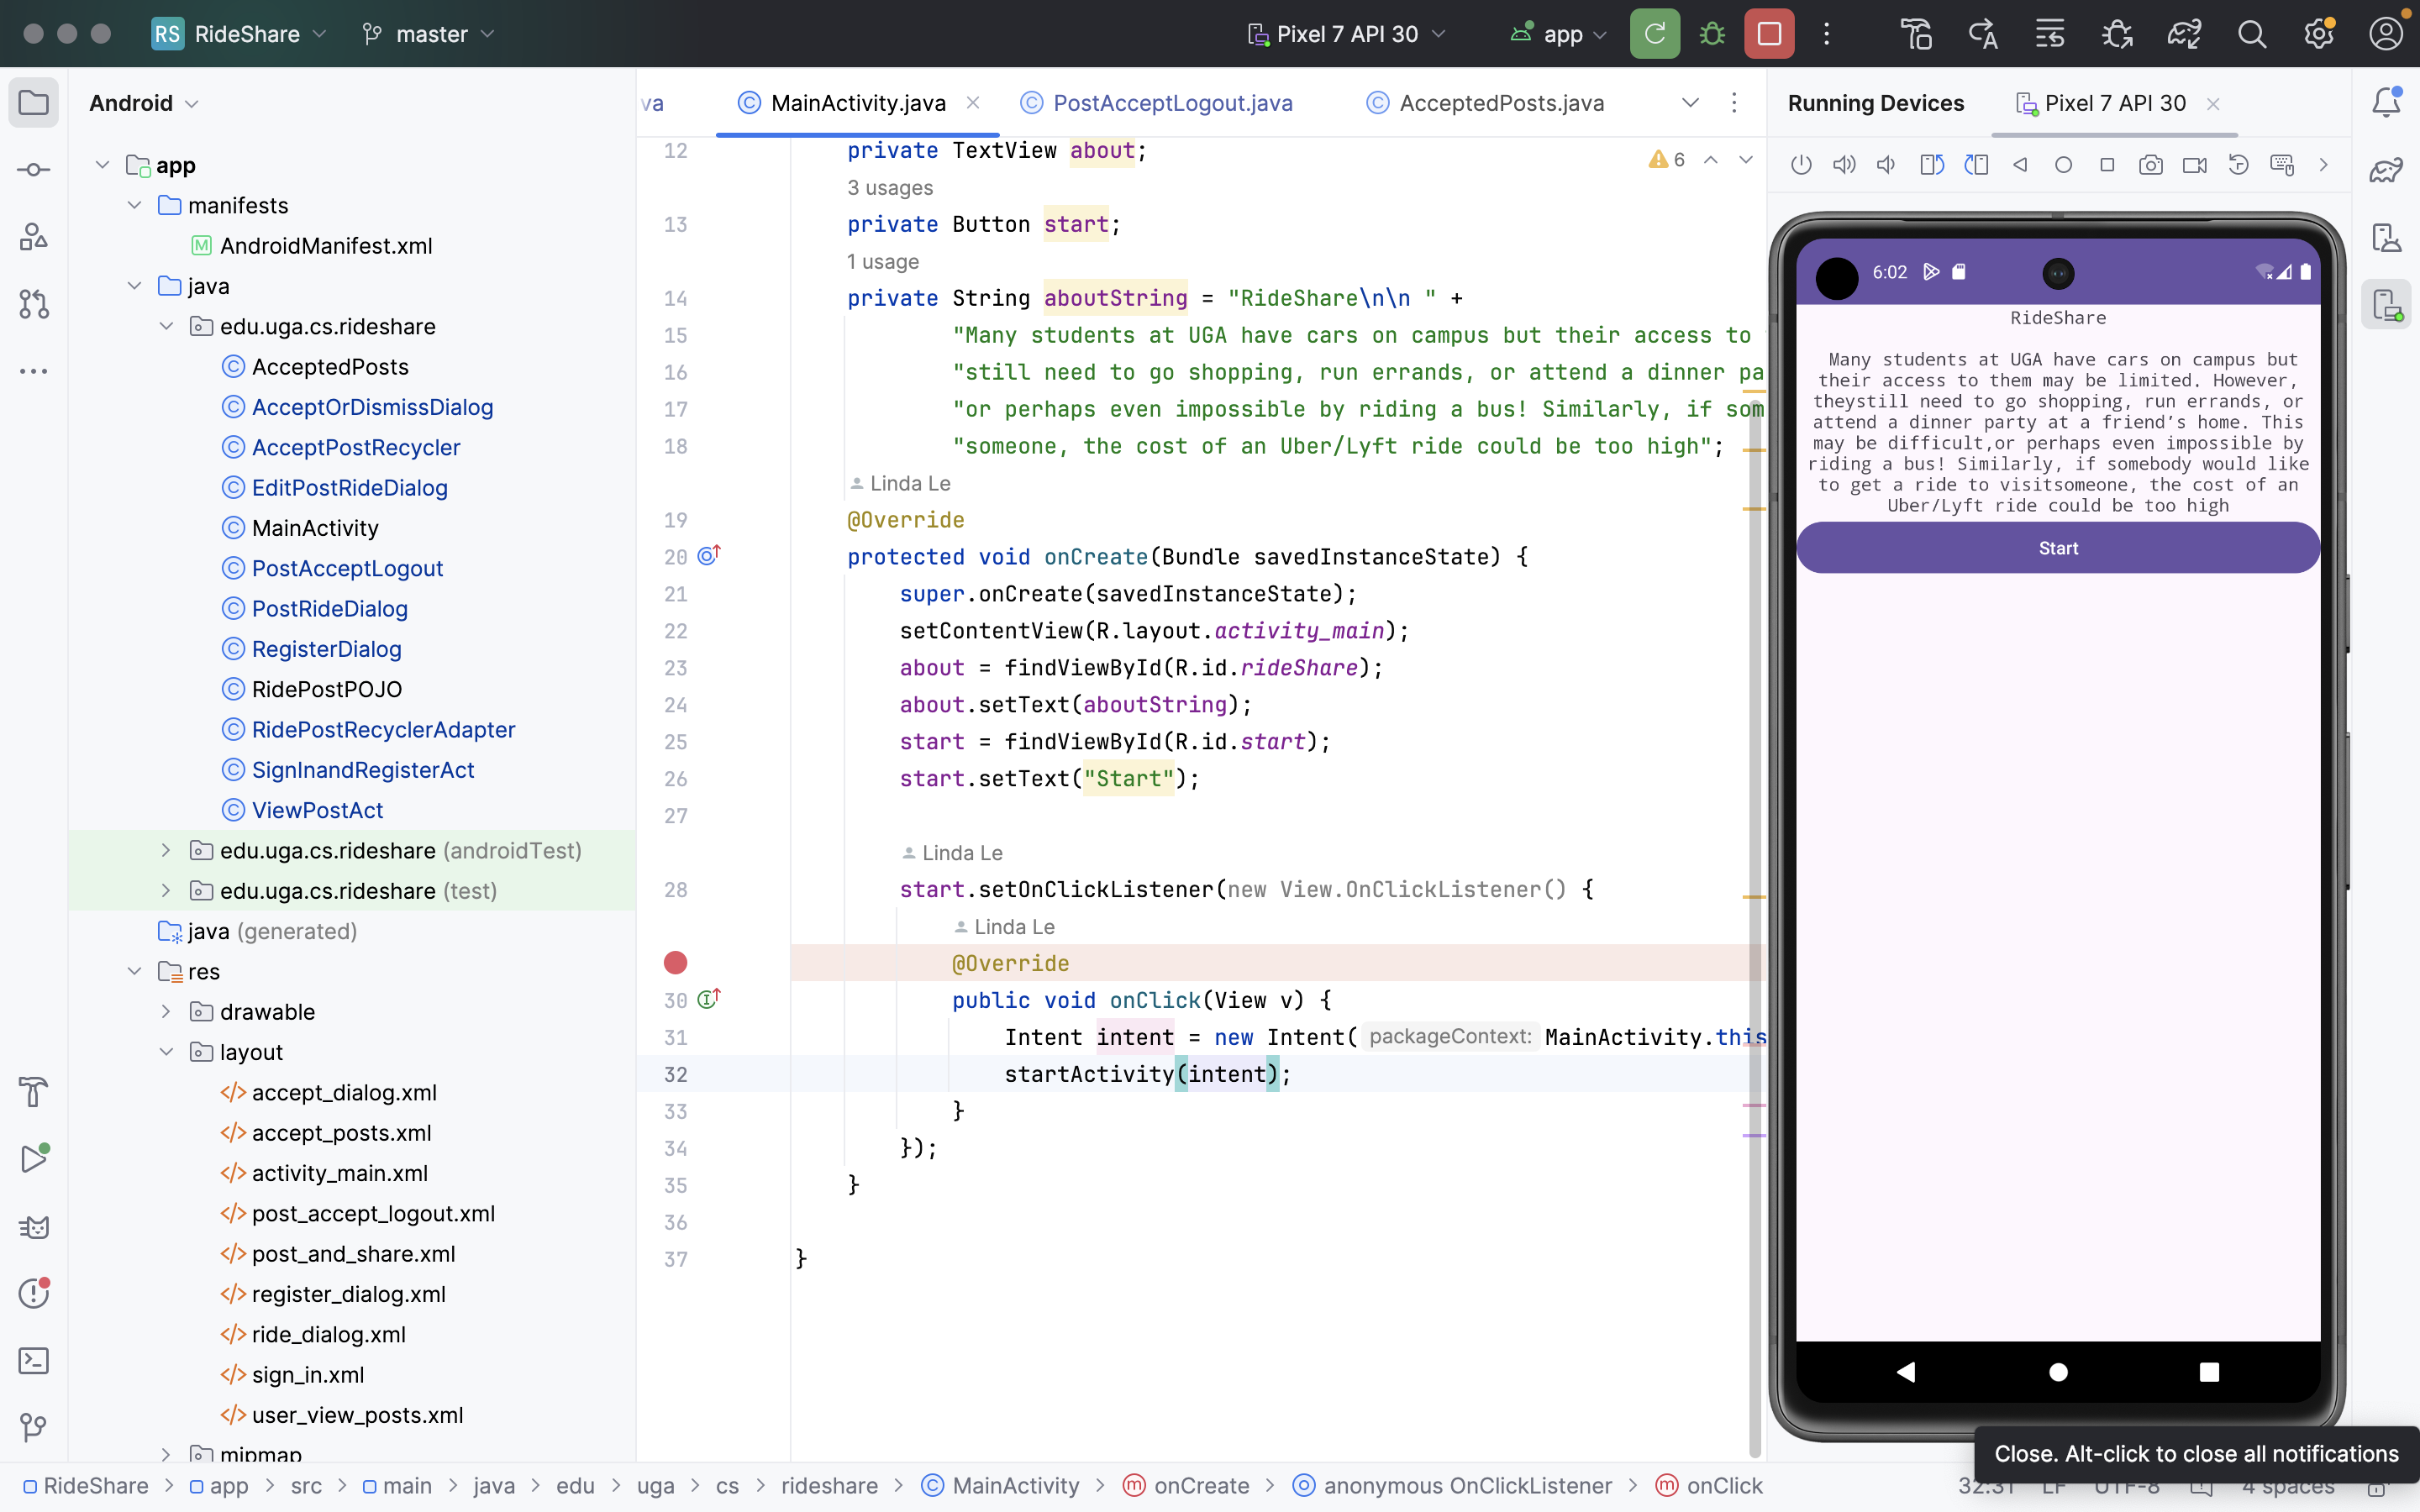 RS RideShare master Pixel 7 API 30 app
Android
app
manifests
AndroidManifest.xml
java
edu.uga.cs.rideshare
AcceptedPosts
AcceptOrDismissDialog
AcceptPostRecycler
EditPostRideDialog
MainActivity
PostAcceptLogout
PostRideDialog
RegisterDialog
RidePostPOJO
RidePostRecyclerAdapter
SignInandRegisterAct
ViewPostAct
edu.uga.cs.rideshare (androidTest)
edu.uga.cs.rideshare (test)
java (generated)
res
drawable
layout
accept_dialog.xml
accept_posts.xml
activity_main.xml
post_accept_logout.xml
post_and_share.xml
register_dialog.xml
ride_dialog.xml
sign_in.xml
user_view_posts.xml
mipmap
va MainActivity.java PostAcceptLogout.java AcceptedPosts.java
6
12 private TextView about;
3 usages
13 private Button start;
1 usage
14 private String aboutString = "RideShare\n\n " +
15 "Many students at UGA have cars on campus but their access to
16 "still need to go shopping, run errands, or attend a dinner pa
17 "or perhaps even impossible by riding a bus! Similarly, if som
18 "someone, the cost of an Uber/Lyft ride could be too high";
Linda Le
19 @Override
20 protected void onCreate(Bundle savedInstanceState) {
21 super.onCreate(savedInstanceState);
22 setContentView(R.layout.activity_main);
23 about = findViewById(R.id.rideShare);
24 about.setText(aboutString);
25 start = findViewById(R.id.start);
26 start.setText("Start");
27
Linda Le
28 start.setOnClickListener(new View.OnClickListener() {
Linda Le
@Override
30 public void onClick(View v) {
31 Intent intent = new Intent( packageContext: MainActivity.this
32 startActivity(intent);
33 }
34 });
35 }
36
37 }
Running Devices Pixel 7 API 30
6:02
RideShare
Many students at UGA have cars on campus but
their access to them may be limited. However,
theystill need to go shopping, run errands, or
attend a dinner party at a friend’s home. This
may be difficult,or perhaps even impossible by
riding a bus! Similarly, if somebody would like
to get a ride to visitsomeone, the cost of an
Uber/Lyft ride could be too high
Start
Close. Alt-click to close all notifications
RideShare > app > src > main > java > edu > uga > cs > rideshare > MainActivity > onCreate > anonymous OnClickListener > onClick
32:31 LF UTF-8 4 spaces